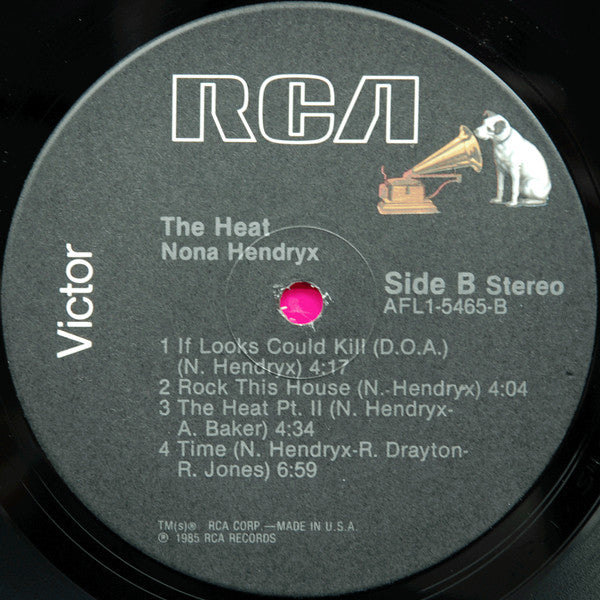 RCA
Victor
The Heat
Nona Hendryx
Side B Stereo
AFL1-5465-B
1 If Looks Could Kill (D.O.A.)
(N. Hendryx) 4:17
2 Rock This House (N. Hendryx) 4:04
3 The Heat Pt. II (N. Hendryx-
A. Baker) 4:34
4 Time (N. Hendryx-R. Drayton-
R. Jones) 6:59
TM(s)® RCA CORP.—MADE IN U.S.A.
℗ 1985 RCA RECORDS